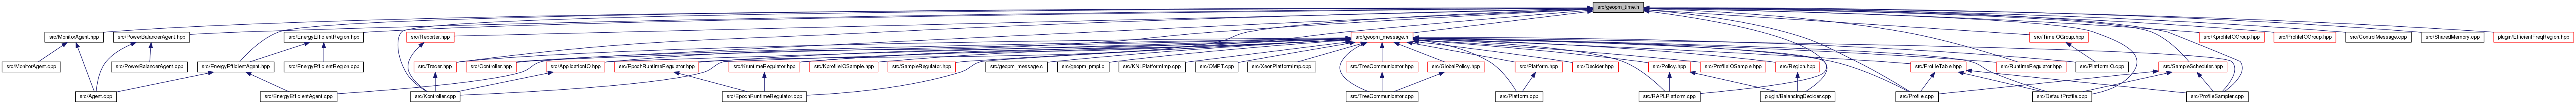 src/geopm_time.h
src/MonitorAgent.hpp
src/PowerBalancerAgent.hpp
src/EnergyEfficientRegion.hpp
src/Reporter.hpp
src/geopm_message.h
src/TimeIOGroup.hpp
src/KprofileIOGroup.hpp
src/ProfileIOGroup.hpp
src/ControlMessage.cpp
src/SharedMemory.cpp
plugin/EfficientFreqRegion.hpp
src/MonitorAgent.cpp
src/PowerBalancerAgent.cpp
src/EnergyEfficientAgent.hpp
src/EnergyEfficientRegion.cpp
src/Tracer.hpp
src/Controller.hpp
src/ApplicationIO.hpp
src/EpochRuntimeRegulator.hpp
src/KruntimeRegulator.hpp
src/KprofileIOSample.hpp
src/SampleRegulator.hpp
src/geopm_message.c
src/geopm_pmpi.c
src/KNLPlatformImp.cpp
src/OMPT.cpp
src/XeonPlatformImp.cpp
src/TreeCommunicator.hpp
src/GlobalPolicy.hpp
src/Platform.hpp
src/Decider.hpp
src/Policy.hpp
src/ProfileIOSample.hpp
src/Region.hpp
src/ProfileTable.hpp
src/RuntimeRegulator.hpp
src/PlatformIO.cpp
src/SampleScheduler.hpp
src/Agent.cpp
src/EnergyEfficientAgent.cpp
src/Kontroller.cpp
src/EpochRuntimeRegulator.cpp
src/TreeCommunicator.cpp
src/Platform.cpp
src/RAPLPlatform.cpp
plugin/BalancingDecider.cpp
src/Profile.cpp
src/DefaultProfile.cpp
src/ProfileSampler.cpp